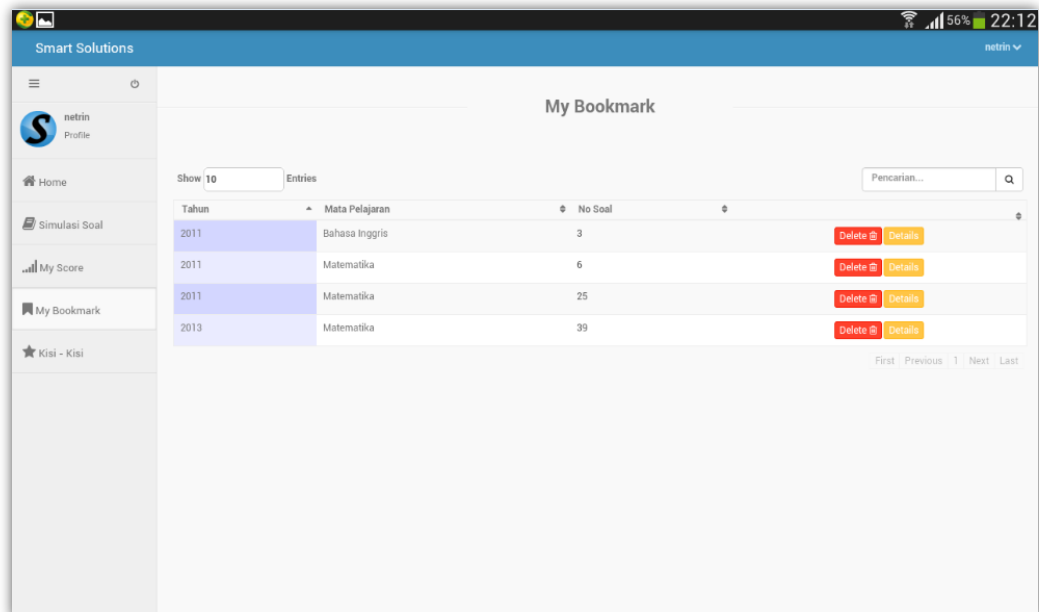 56% 22:12
Smart Solutions netrin
netrin
Profile
My Bookmark
Home
Simulasi Soal
My Score
My Bookmark
Kisi - Kisi
Show 10 Entries Pencarian...
Tahun Mata Pelajaran No Soal
2011 Bahasa Inggris 3 Delete Details
2011 Matematika 6 Delete Details
2011 Matematika 25 Delete Details
2013 Matematika 39 Delete Details
First Previous 1 Next Last